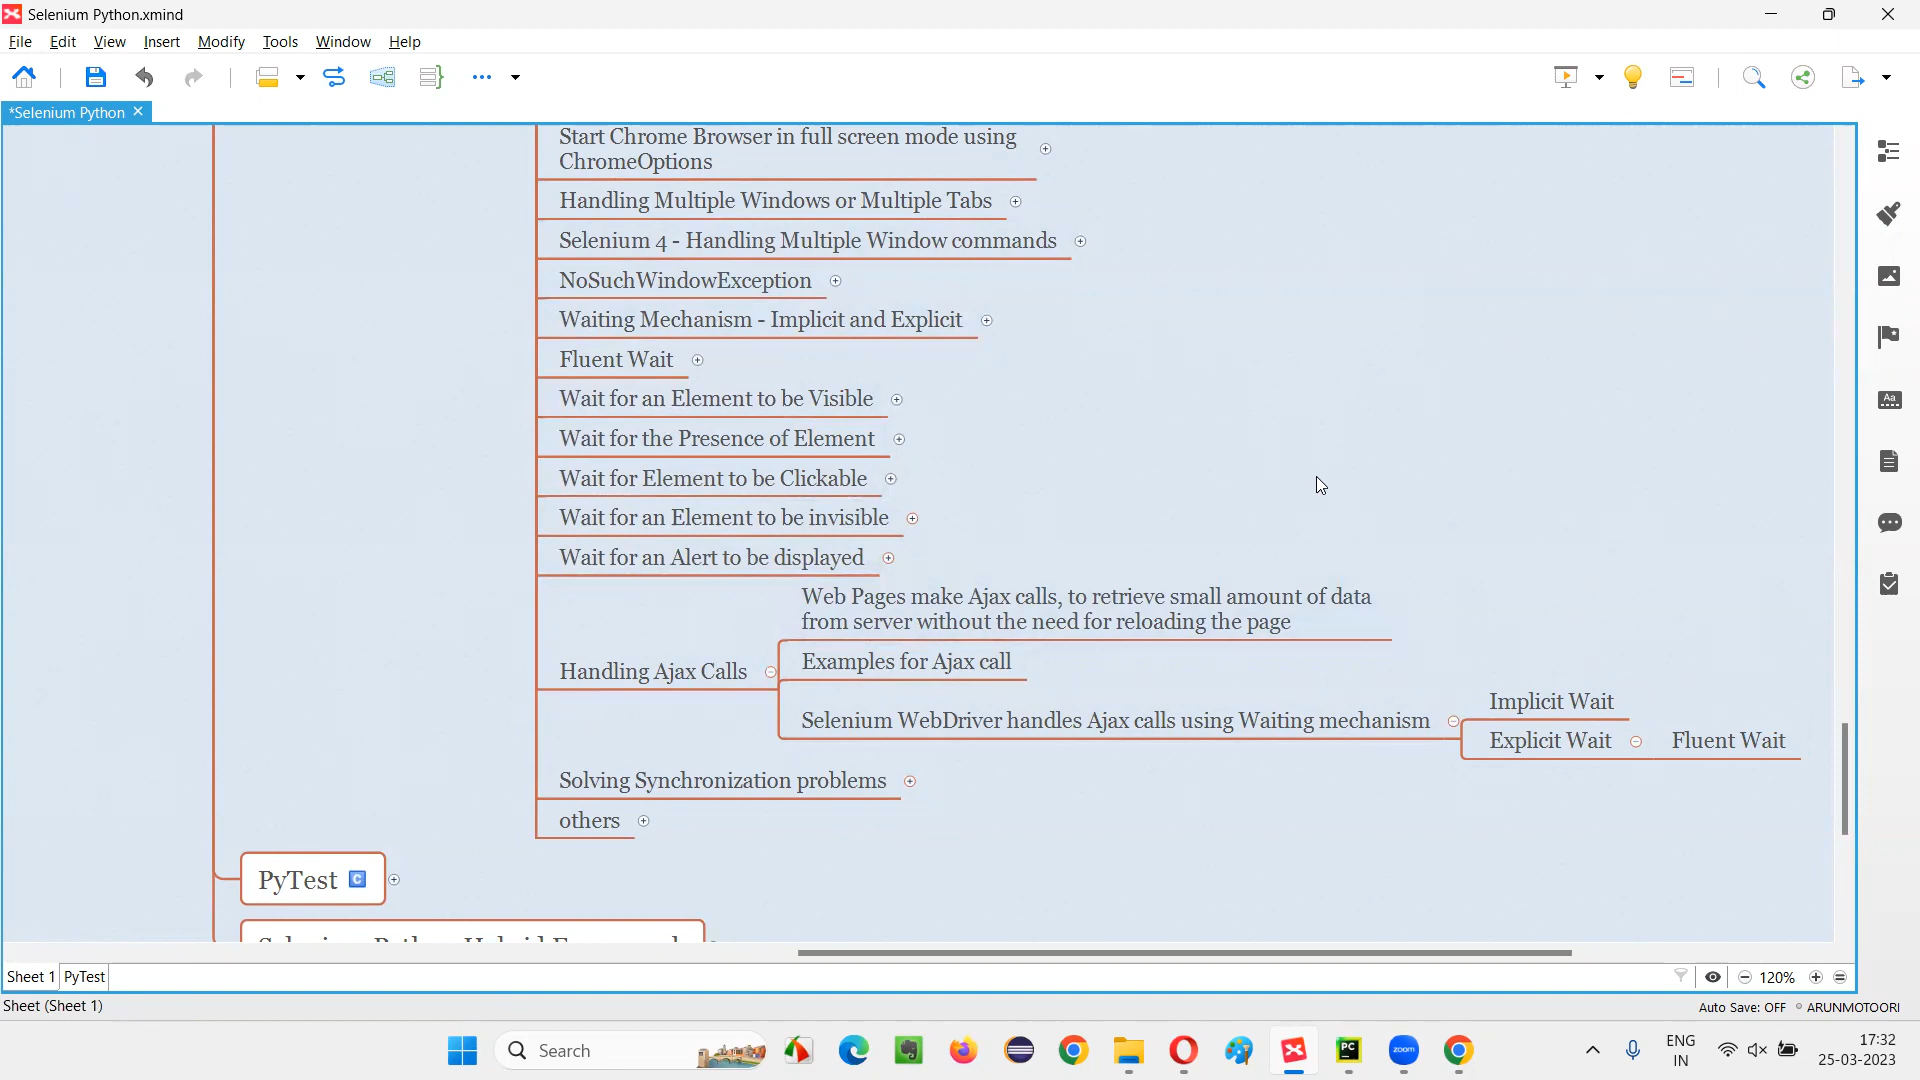 Selenium Python.xmind
File Edit View Insert Modify Tools Window Help
*Selenium Python
Start Chrome Browser in full screen mode using
ChromeOptions
Handling Multiple Windows or Multiple Tabs
Selenium 4 - Handling Multiple Window commands
NoSuchWindowException
Waiting Mechanism - Implicit and Explicit
Fluent Wait
Wait for an Element to be Visible
Wait for the Presence of Element
Wait for Element to be Clickable
Wait for an Element to be invisible
Wait for an Alert to be displayed
Web Pages make Ajax calls, to retrieve small amount of data
from server without the need for reloading the page
Handling Ajax Calls
Examples for Ajax call
Selenium WebDriver handles Ajax calls using Waiting mechanism
Implicit Wait
Explicit Wait
Fluent Wait
Solving Synchronization problems
others
PyTest C
Sheet 1 PyTest
120%
Sheet (Sheet 1)
Auto Save: OFF ARUNMOTOORI
Search
PC
zoom
ENG
IN
17:32
25-03-2023
Aa